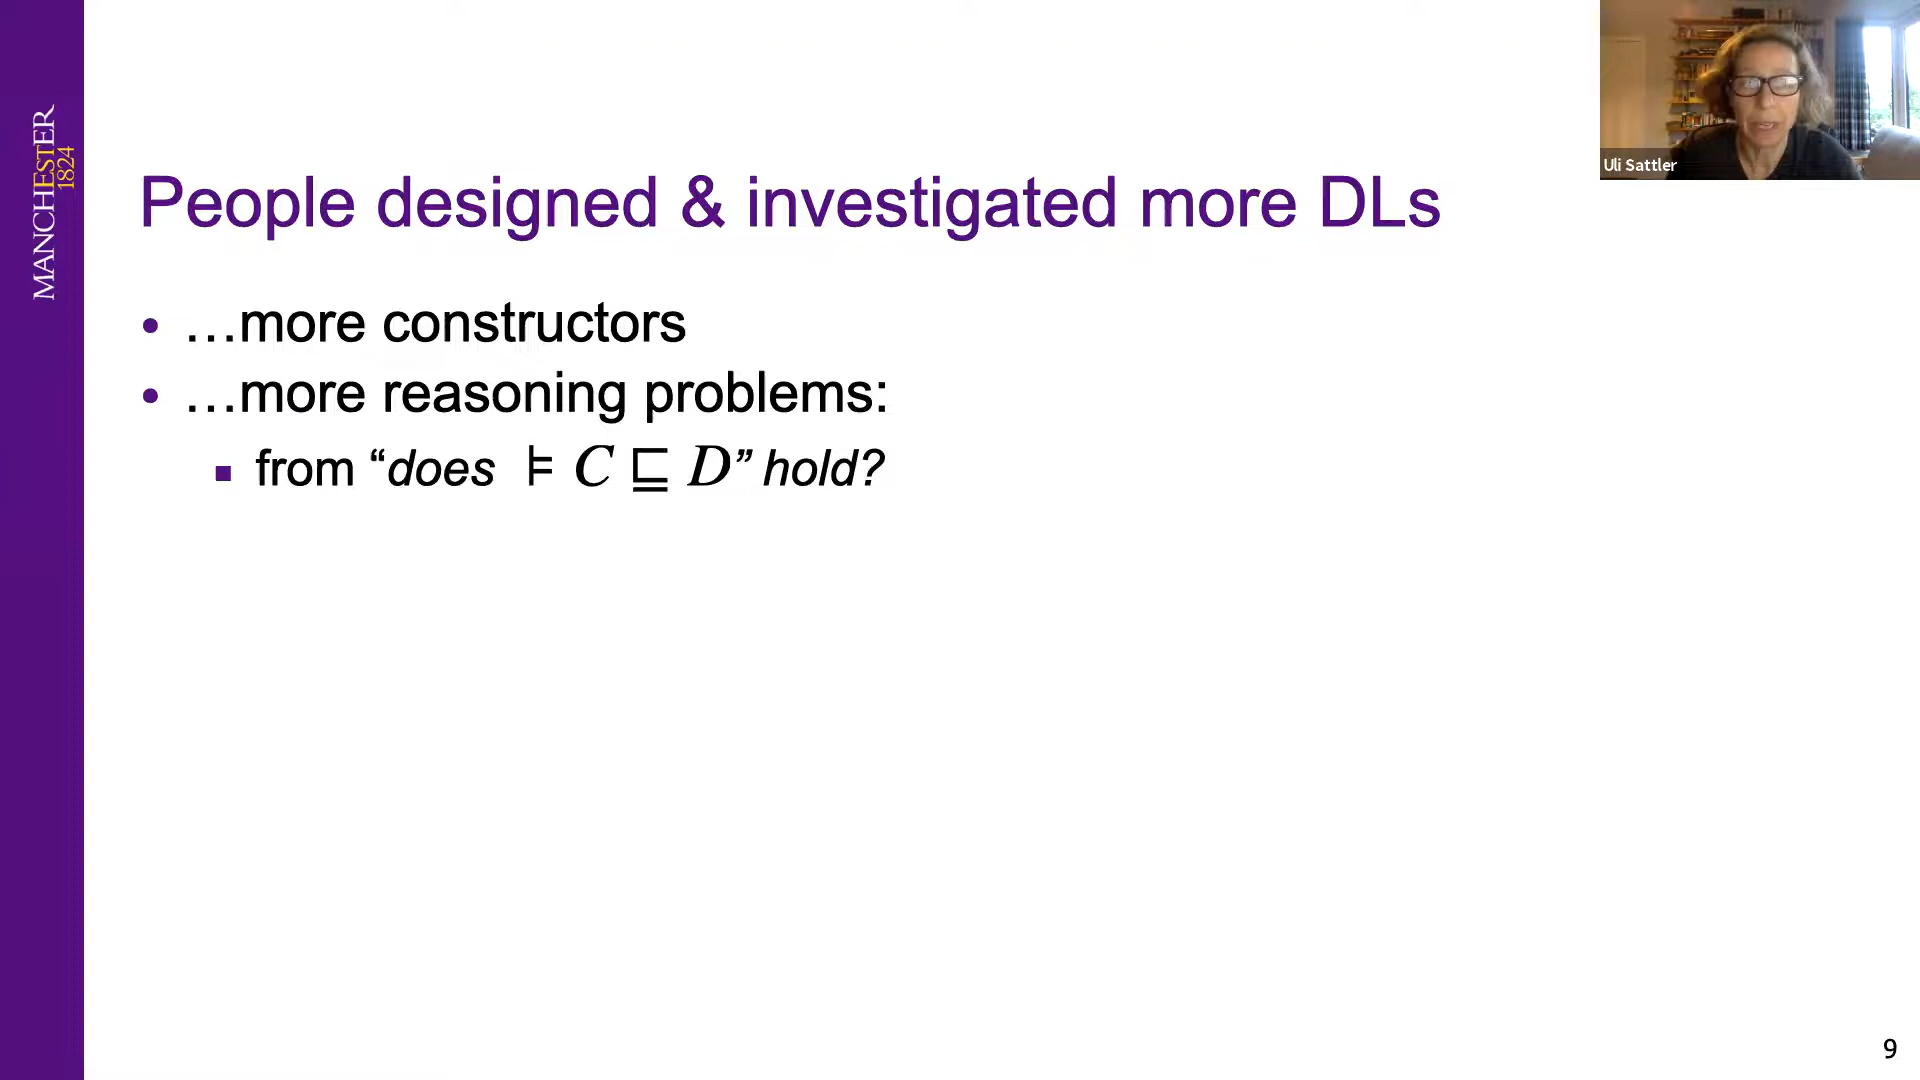 MANCHESTER
1824
Uli Sattler
People designed & investigated more DLs
• …more constructors
• …more reasoning problems:
▪ from “does ⊨ C ⊑ D” hold?
9